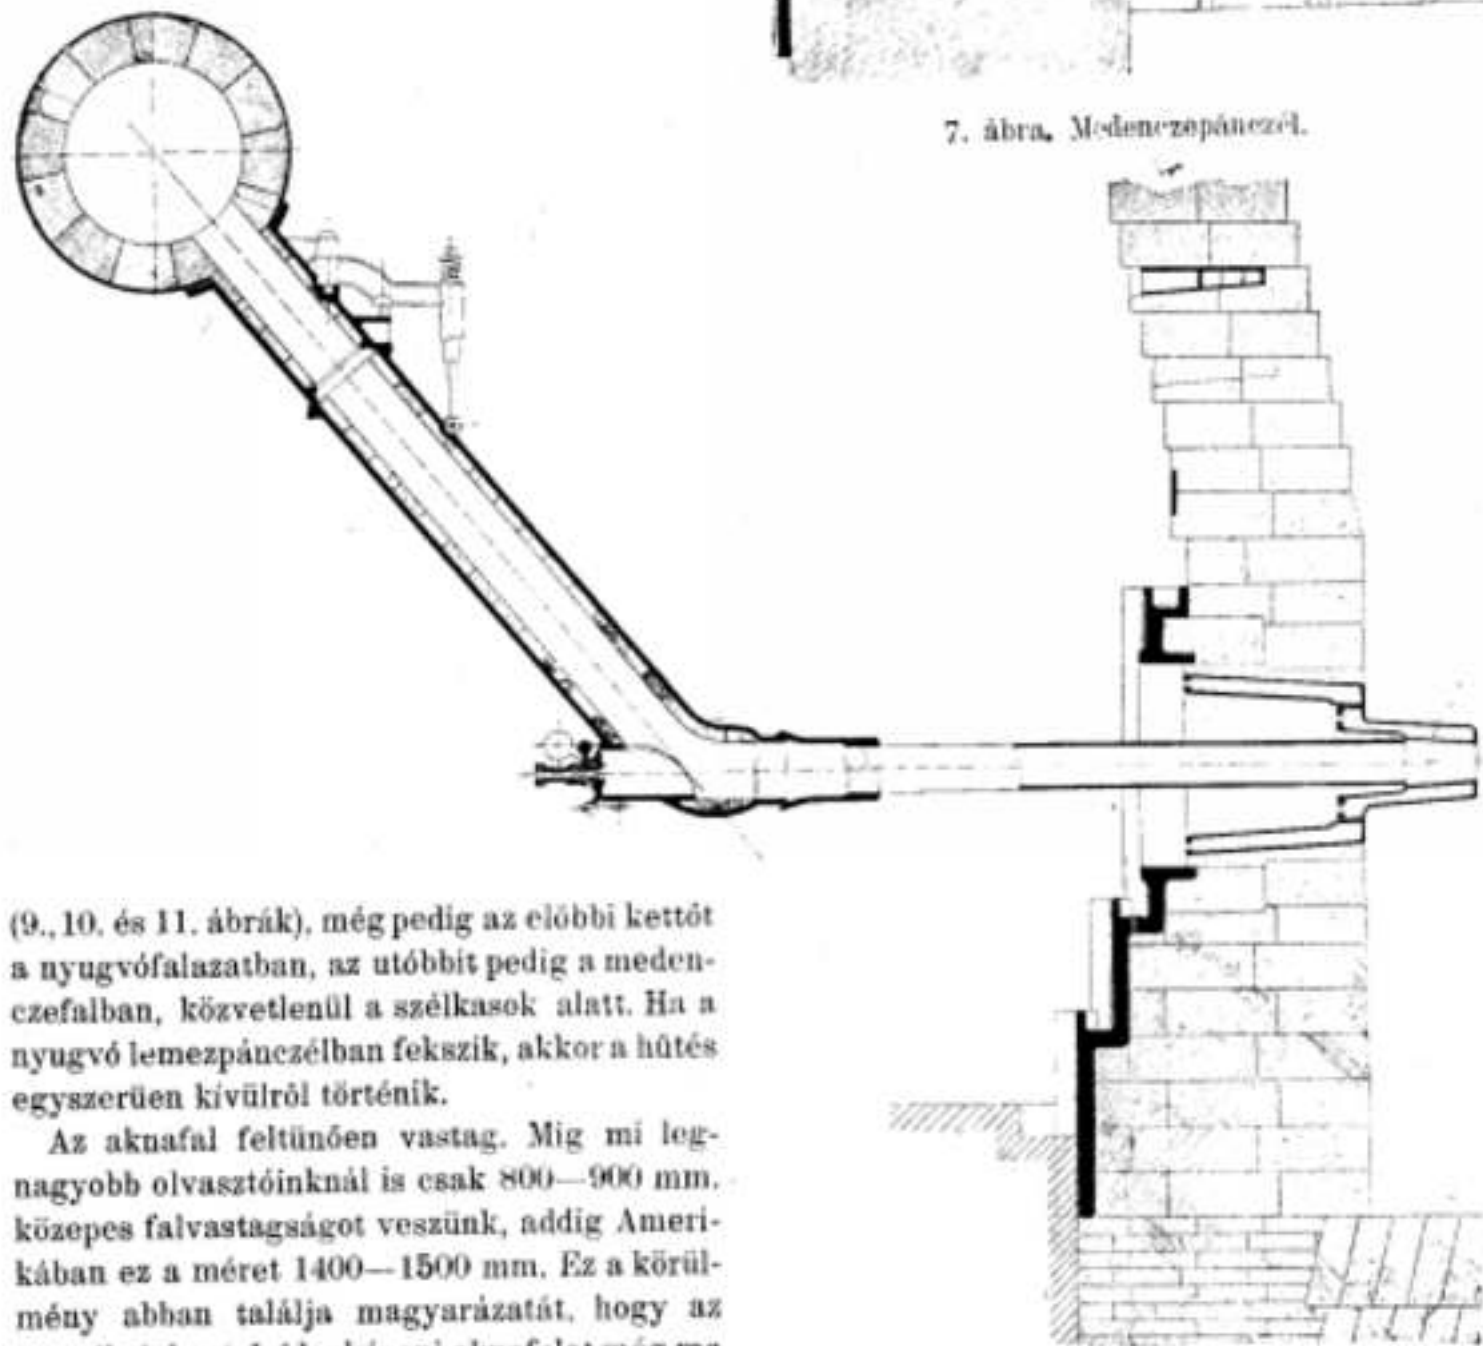 7. ábra. Medenczepánczél.
(9., 10. és 11. ábrák), még pedig az előbbi kettőt
a nyugvófalazatban, az utóbbit pedig a meden-
czefalban, közvetlenül a szélkasok alatt. Ha a
nyugvó lemezpánczélban fekszik, akkor a hűtés
egyszerüen kívülről történik.
Az aknafal feltünően vastag. Mig mi leg-
nagyobb olvasztóinknál is csak 800—900 mm.
közepes falvastagságot veszünk, addig Ameri-
kában ez a méret 1400—1500 mm. Ez a körül-
mény abban találja magyarázatát, hogy az